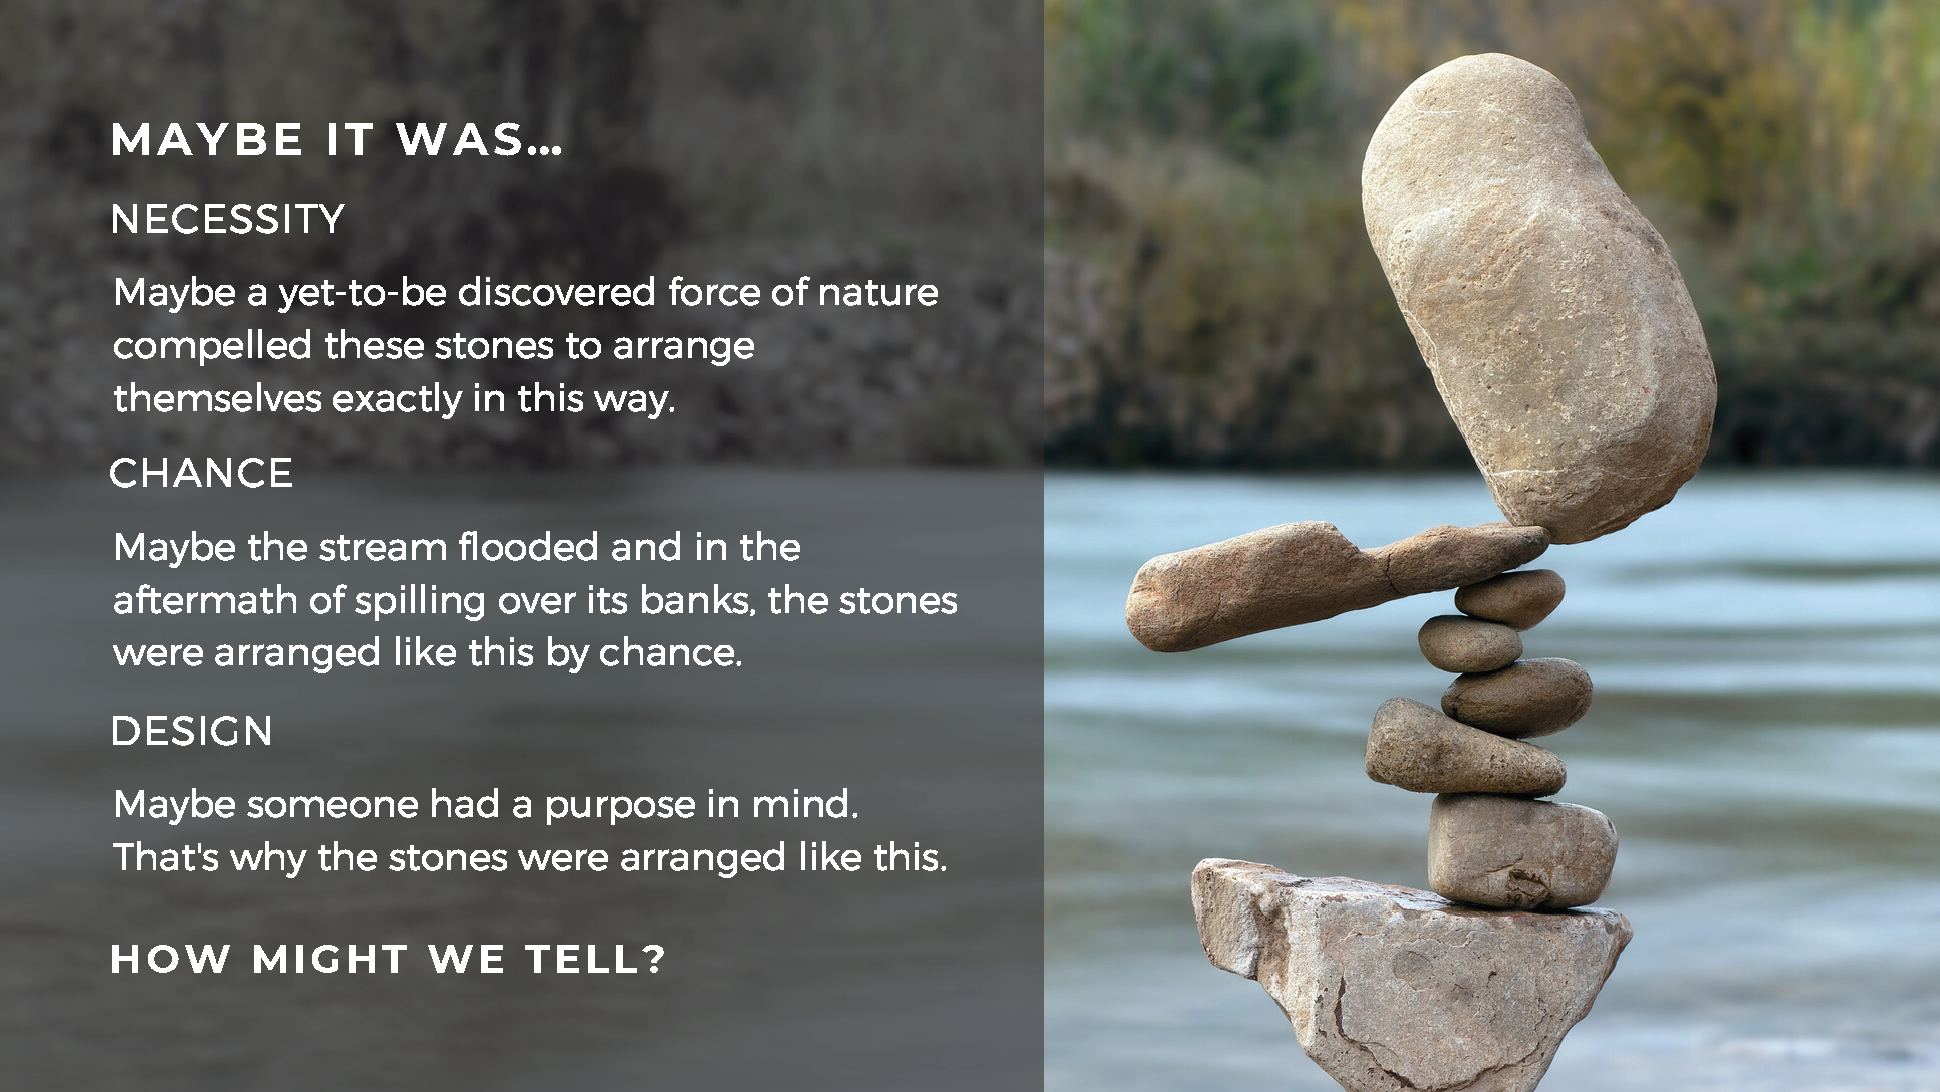 MAYBE IT WAS...
NECESSITY
Maybe a yet-to-be discovered force of nature
compelled these stones to arrange
themselves exactly in this way.
CHANCE
Maybe the stream flooded and in the
aftermath of spilling over its banks, the stones
were arranged like this by chance.
DESIGN
Maybe someone had a purpose in mind.
That's why the stones were arranged like this.
HOW MIGHT WE TELL?